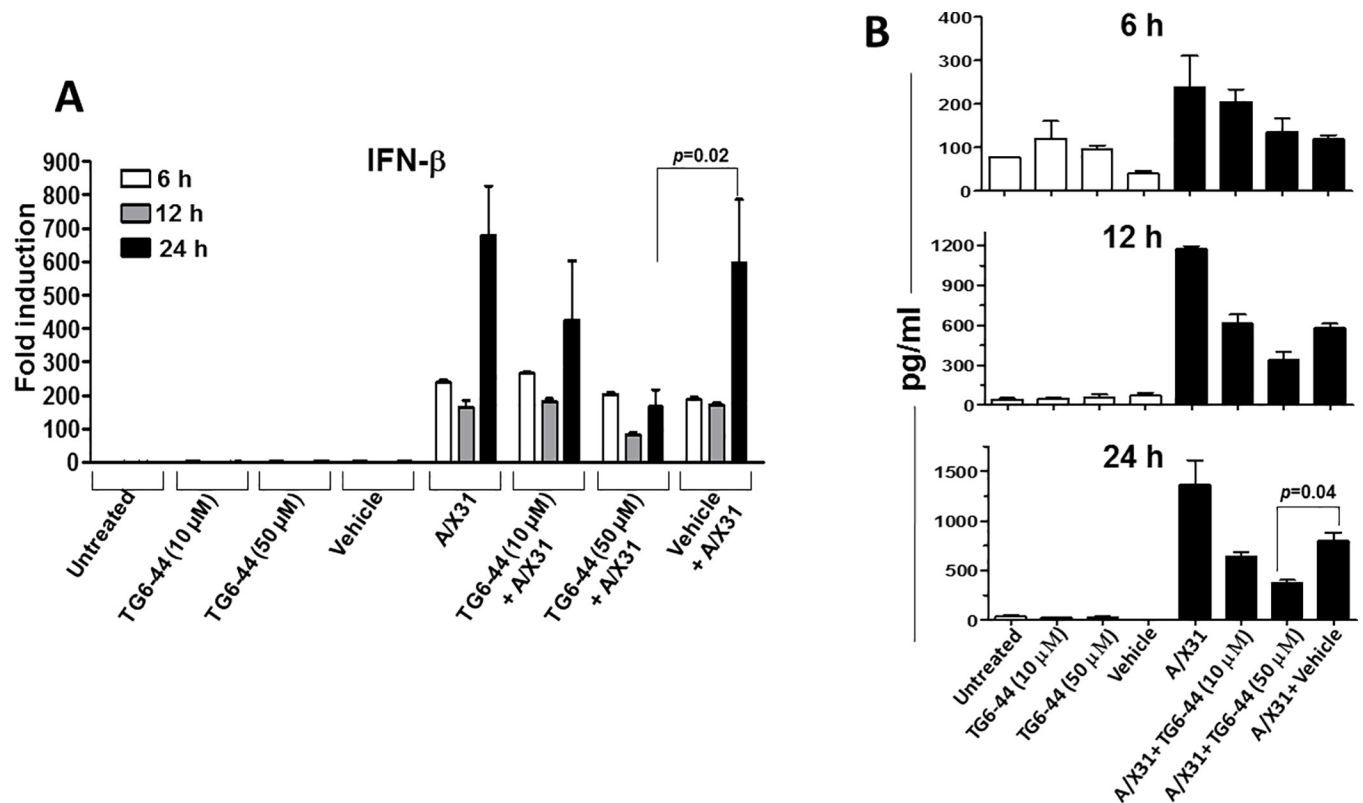 A
IFN-β
Fold induction
900
800
700
600
500
400
300
200
100
0
6 h
12 h
24 h
p=0.02
Untreated
TG6-44 (10 μM)
TG6-44 (50 μM)
Vehicle
A/X31
TG6-44 (10 μM)
+ A/X31
TG6-44 (50 μM)
+ A/X31
Vehicle
+ A/X31
B
pg/ml
6 h
400
300
200
100
0
12 h
1200
900
600
300
0
24 h
1500
1000
500
0
p=0.04
Untreated
TG6-44 (10 μM)
TG6-44 (50 μM)
Vehicle
A/X31
A/X31+TG6-44 (10 μM)
A/X31+TG6-44 (50 μM)
A/X31+Vehicle